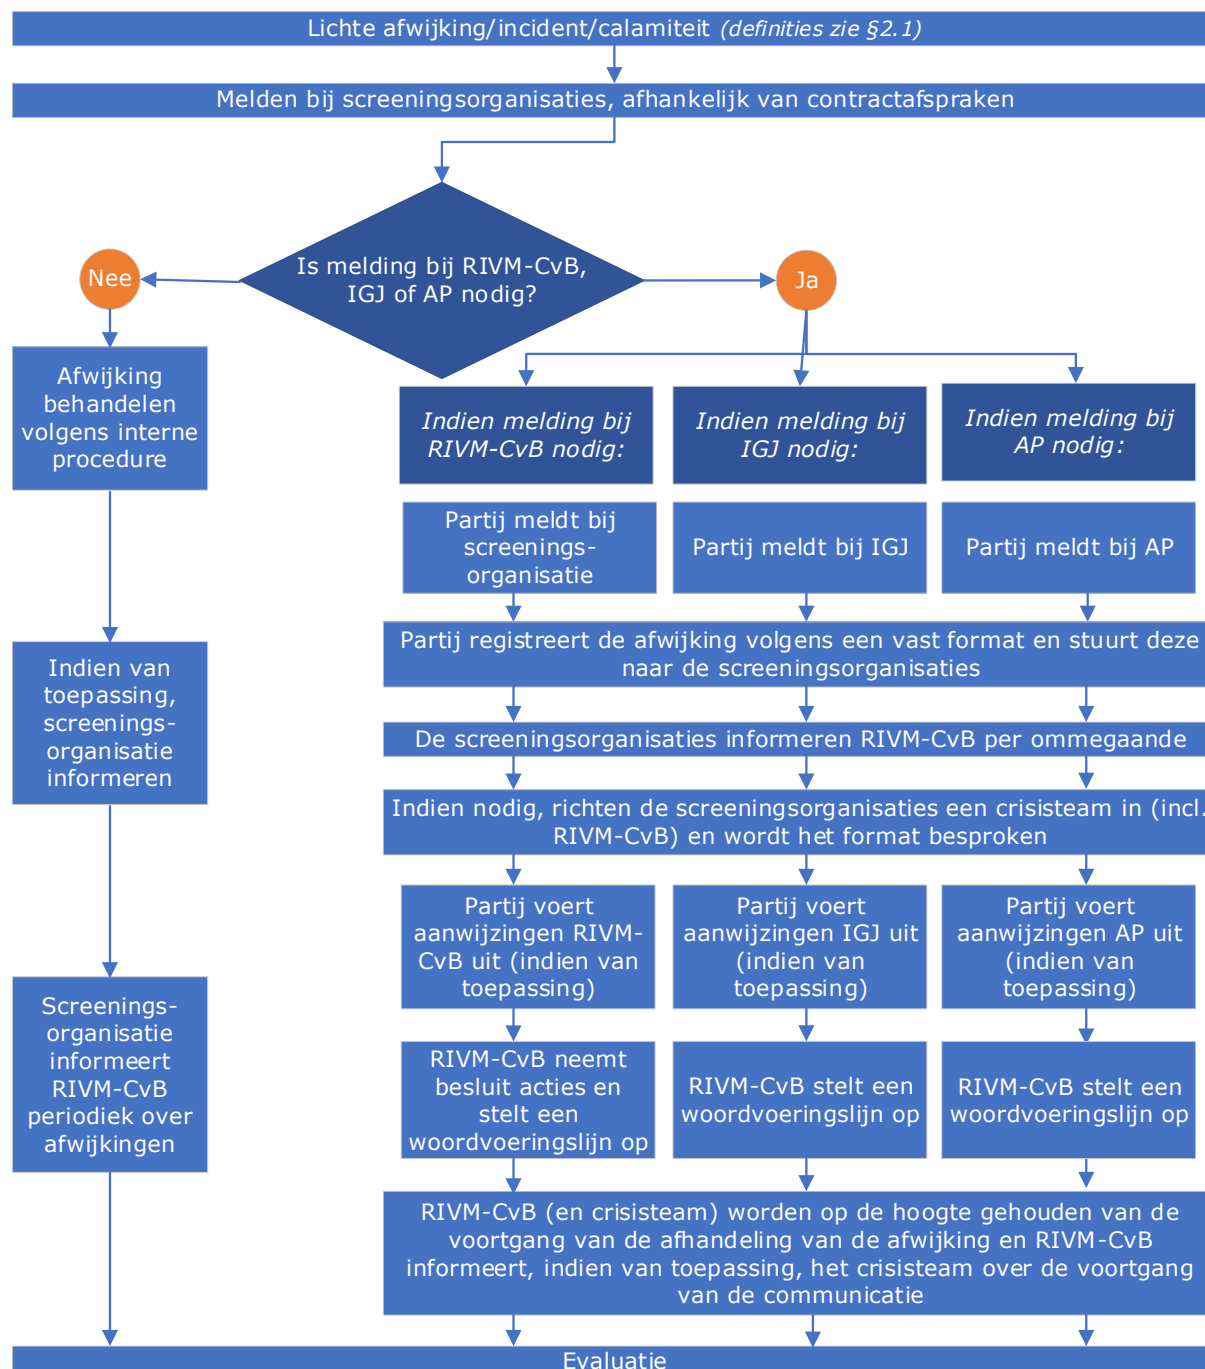 Lichte afwijking/incident/calamiteit (definities zie §2.1)
Melden bij screeningsorganisaties, afhankelijk van contractafspraken
Is melding bij RIVM-CvB,
IGJ of AP nodig?
Nee
Ja
Afwijking
behandelen
volgens interne
procedure
Indien van
toepassing,
screenings-
organisatie
informeren
Screenings-
organisatie
informeert
RIVM-CvB
periodiek over
afwijkingen
Indien melding bij
RIVM-CvB nodig:
Indien melding bij
IGJ nodig:
Indien melding bij
AP nodig:
Partij meldt bij
screenings-
organisatie
Partij meldt bij IGJ
Partij meldt bij AP
Partij registreert de afwijking volgens een vast format en stuurt deze
naar de screeningsorganisaties
De screeningsorganisaties informeren RIVM-CvB per ommegaande
Indien nodig, richten de screeningsorganisaties een crisisteam in (incl.
RIVM-CvB) en wordt het format besproken
Partij voert
aanwijzingen RIVM-
CvB uit (indien van
toepassing)
Partij voert
aanwijzingen IGJ uit
(indien van
toepassing)
Partij voert
aanwijzingen AP uit
(indien van
toepassing)
RIVM-CvB neemt
besluit acties en
stelt een
woordvoeringslijn op
RIVM-CvB stelt een
woordvoeringslijn op
RIVM-CvB stelt een
woordvoeringslijn op
RIVM-CvB (en crisisteam) worden op de hoogte gehouden van de
voortgang van de afhandeling van de afwijking en RIVM-CvB
informeert, indien van toepassing, het crisisteam over de voortgang
van de communicatie
Evaluatie